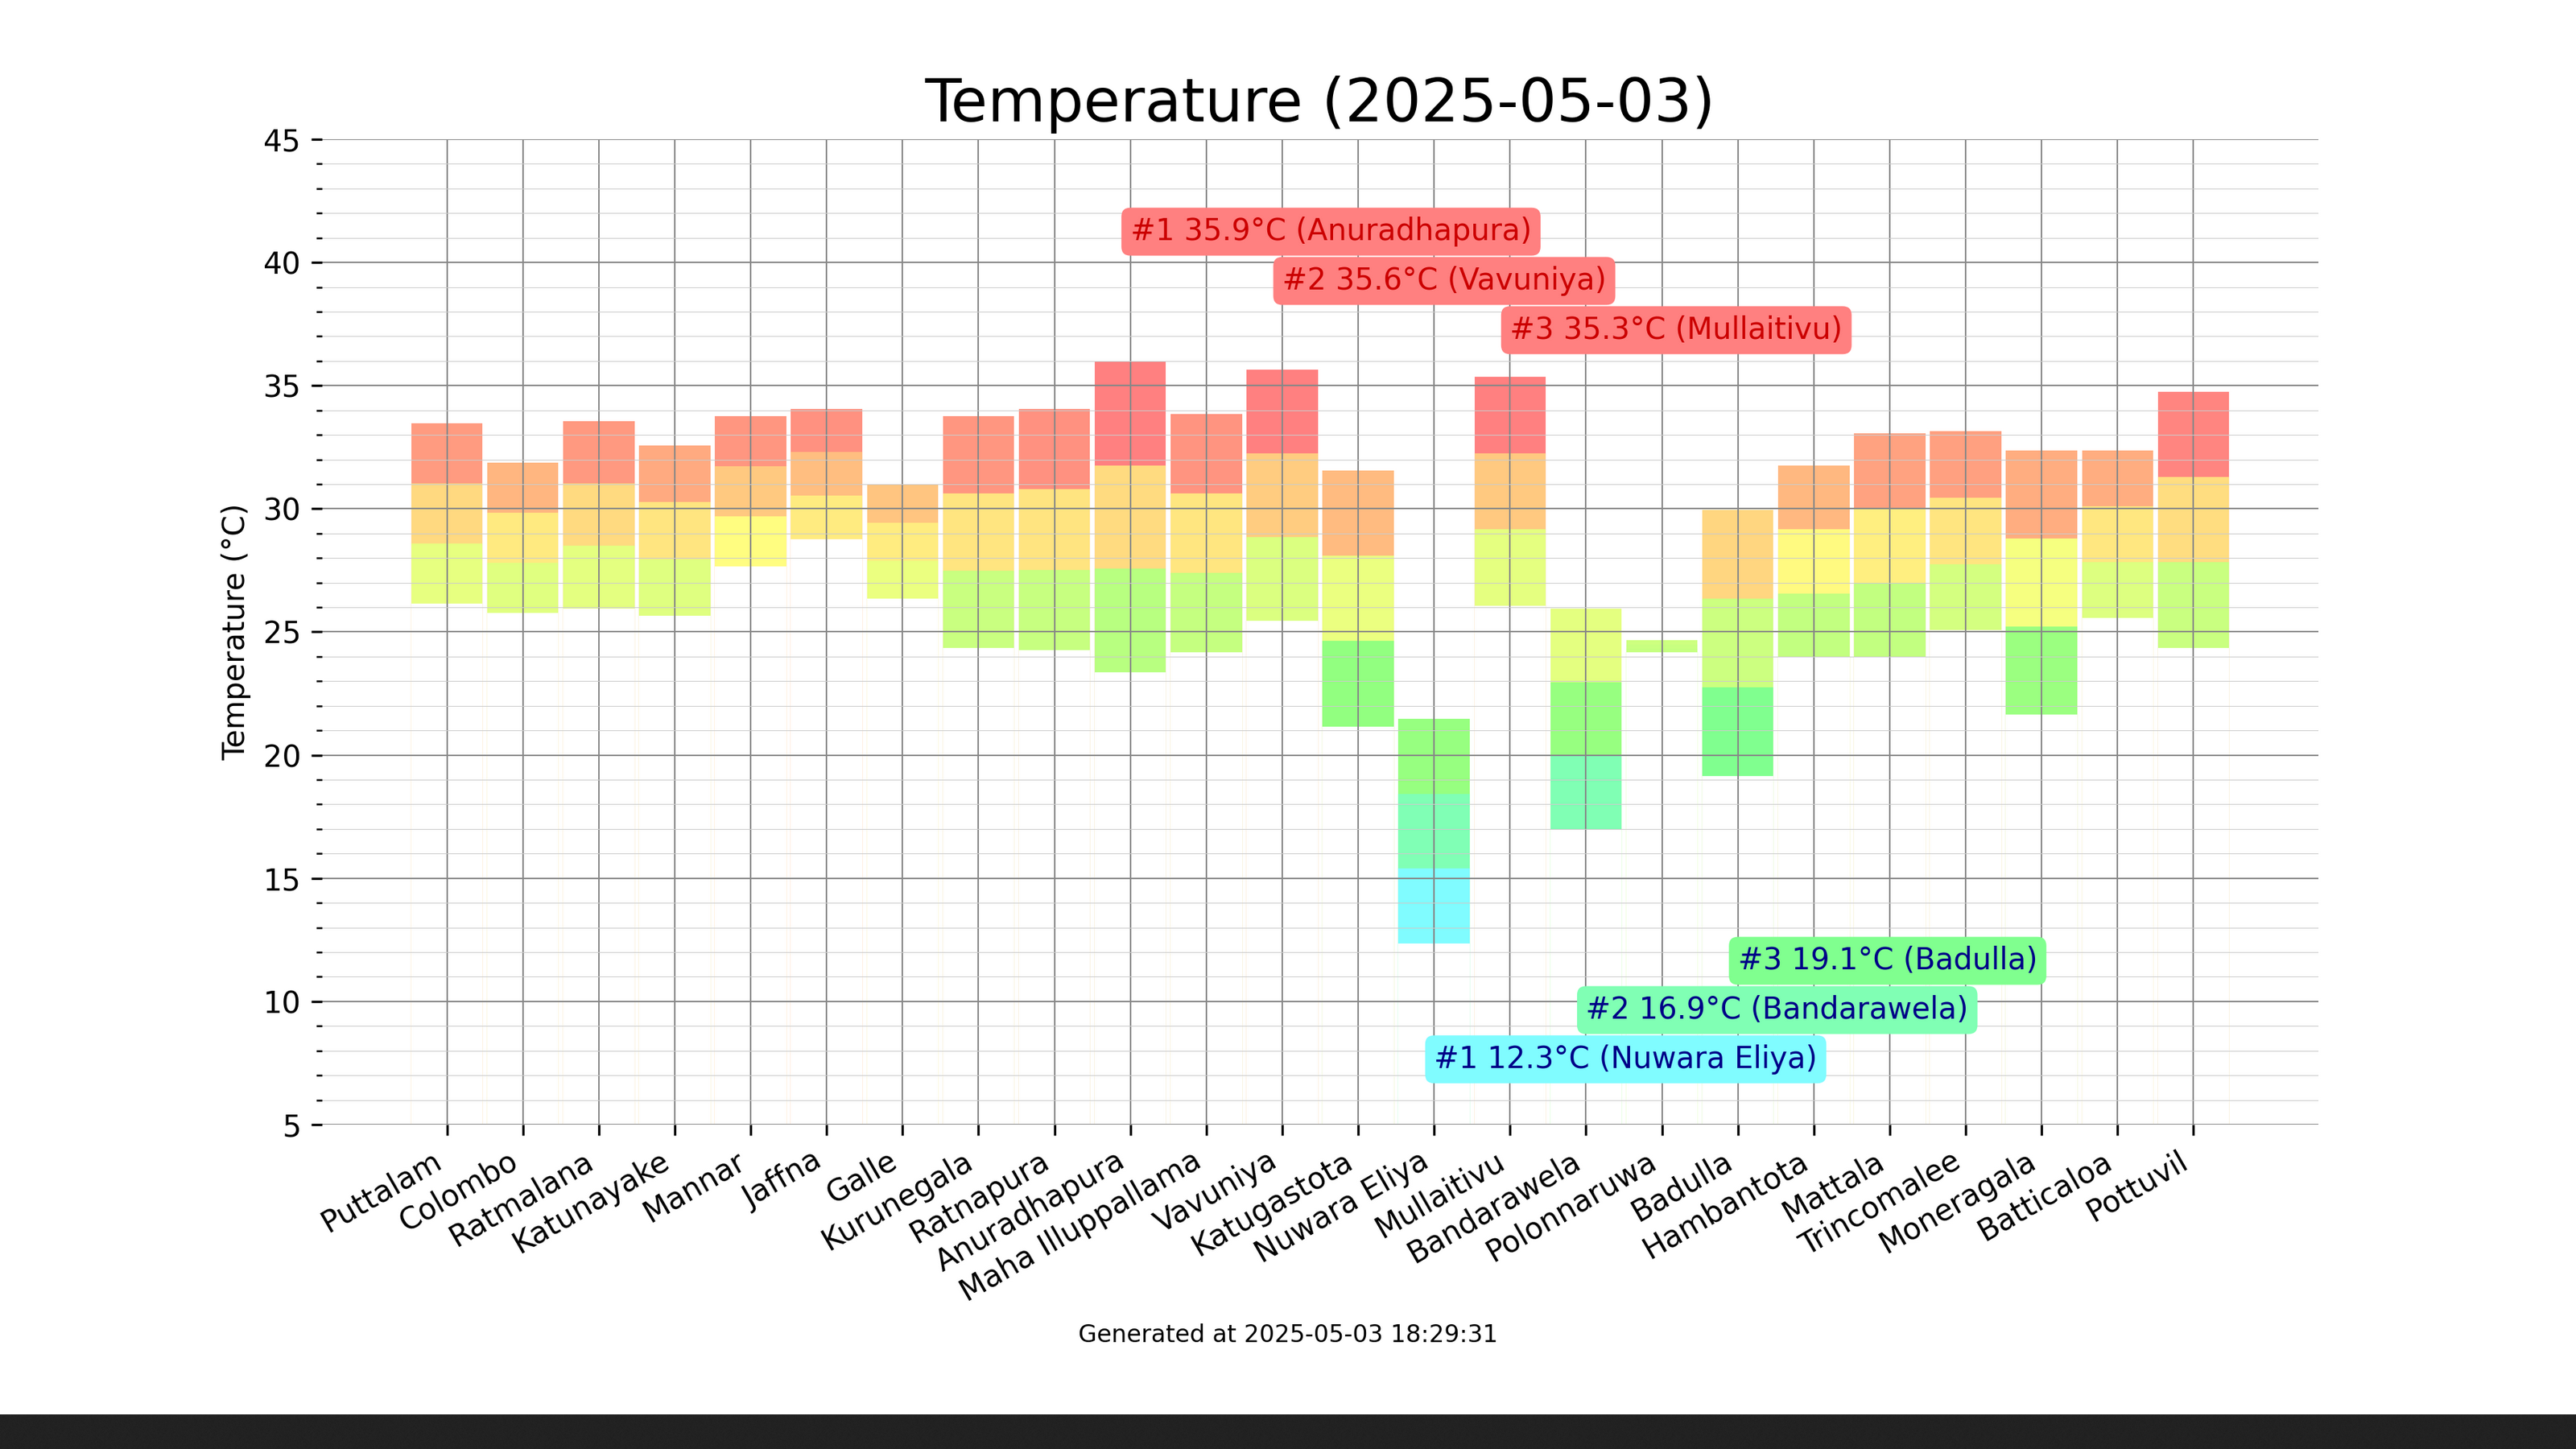 Temperature (2025-05-03)
Temperature (°C)
45
40
35
30
25
20
15
10
5
#1 35.9°C (Anuradhapura)
#2 35.6°C (Vavuniya)
#3 35.3°C (Mullaitivu)
#3 19.1°C (Badulla)
#2 16.9°C (Bandarawela)
#1 12.3°C (Nuwara Eliya)
Puttalam
Colombo
Ratmalana
Katunayake
Mannar
Jaffna
Galle
Kurunegala
Ratnapura
Anuradhapura
Maha Illuppallama
Vavuniya
Katugastota
Nuwara Eliya
Mullaitivu
Bandarawela
Polonnaruwa
Badulla
Hambantota
Mattala
Trincomalee
Moneragala
Batticaloa
Pottuvil
Generated at 2025-05-03 18:29:31